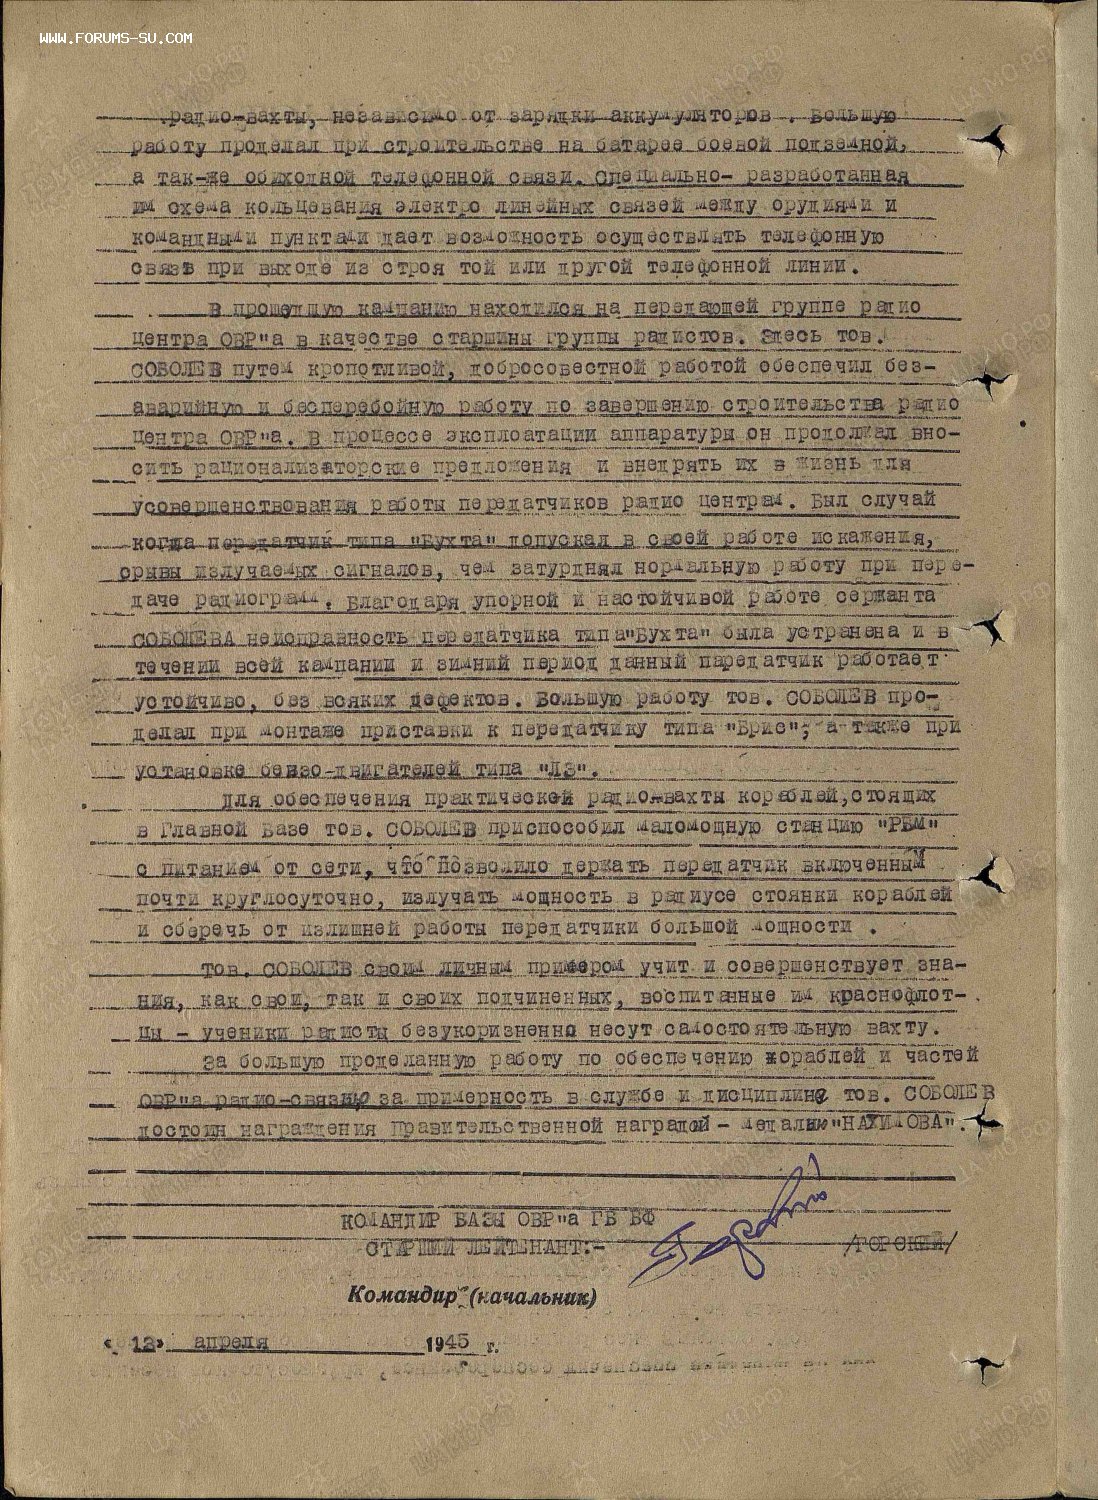 WWW.FORUMS-SU.COM
радио-вахты, независимо от зарядки аккумуляторов . Большую
работу проделал при строительстве на батарее боевой подземной,
а так-же обиходной телефонной связи. Специально- разработанная
им схема кольцевания электро линейных связей между орудиями и
командными пунктами дает возможность осуществлять телефонную
связь при выходе из строя той или другой телефонной линии.
В прошедшую кампанию находился на передающей группе радио
центра ОВР"а в качестве старшины группы радистов. Здесь тов.
СОБОЛЕВ путем кропотливой, добросовестной работой обеспечил без-
аварийную и бесперебойную работу по завершению строительства радио
центра ОВР"а. В процессе эксплоатации аппаратуры он продолжал вно-
сить рационализаторские предложения и внедрять их в жизнь для
усовершенствования работы передатчиков радио центрам. Был случай
когда передатчик типа "Бухта" допускал в своей работе искажения,
срывы излучаемых сигналов, чем затурднял нормальную работу при пере-
даче радиограмм. Благодаря упорной и настойчивой работе сержанта
СОБОЛЕВА неисправность передатчика типа"Бухта" была устранена и в
течении всей кампании и зимний период данный паредатчик работает
устойчиво, без всяких дефектов. Большую работу тов. СОБОЛЕВ про-
делал при монтаже приставки к передатчику типа "Брис"; а также при
установке бензо-двигателей типа "Л3".
Для обеспечения практической радио-вахты кораблей,стоящих
в Главной Базе тов. СОБОЛЕВ приспособил маломощную станцию "РБМ"
с питанием от сети, что позволило держать передатчик включенным
почти круглосуточно, излучать мощность в радиусе стоянки кораблей
и сберечь от излишней работы передатчики большой мощности .
Тов. СОБОЛЕВ своим личным примером учит и совершенствует зна-
ния, как свои, так и своих подчиненных, воспитанные им краснофлот-
цы - ученики радисты безукоризненно несут самостоятельную вахту.
За большую проделанную работу по обеспечению кораблей и частей
ОВР"а радио-связью за примерность в службе и дисциплине тов. СОБОЛЕВ
достоин награждения Правительственной наградой - медалью "НАХИМОВА".
КОМАНДИР БАЗЫ ОВР"а ГБ БФ
СТАРШИЙ ЛЕЙТЕНАНТ:- /ГОРСКИЙ/
Командир (начальник)
« 12» апреля 1945 г.